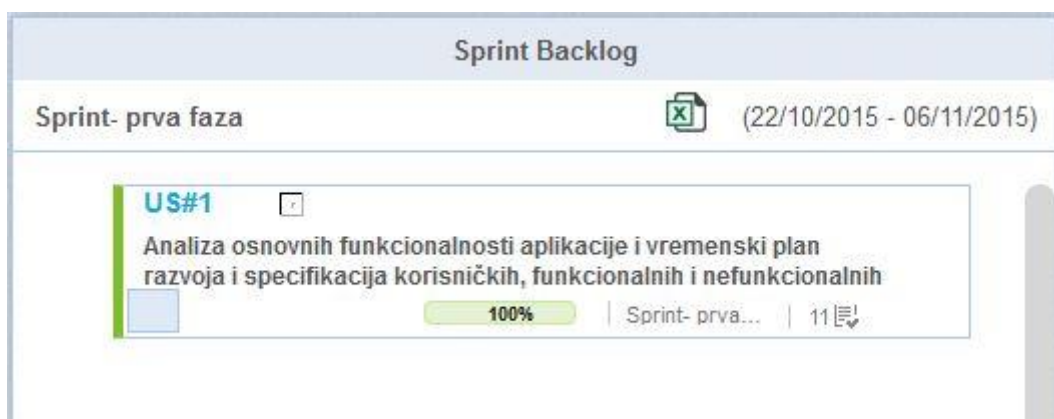 Sprint Backlog
Sprint- prva faza (22/10/2015 - 06/11/2015)
US#1
Analiza osnovnih funkcionalnosti aplikacije i vremenski plan
razvoja i specifikacija korisničkih, funkcionalnih i nefunkcionalnih
100% | Sprint- prva... | 11